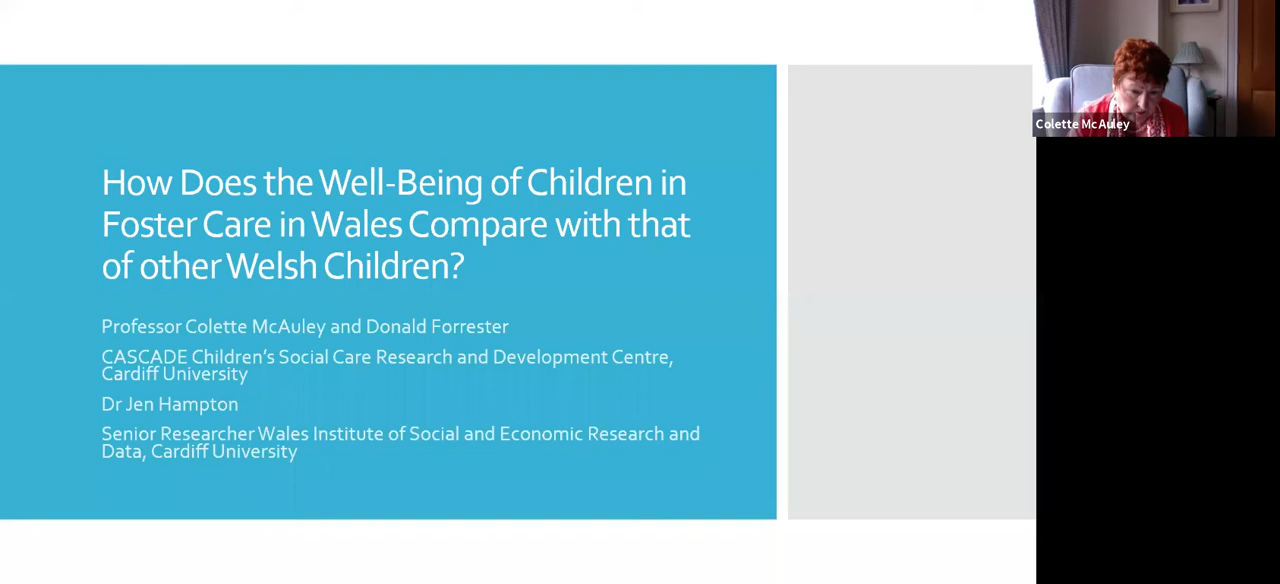 How Does the Well-Being of Children in
Foster Care in Wales Compare with that
of other Welsh Children?
Professor Colette McAuley and Donald Forrester
CASCADE Children’s Social Care Research and Development Centre,
Cardiff University
Dr Jen Hampton
Senior Researcher Wales Institute of Social and Economic Research and
Data, Cardiff University
Colette McAuley